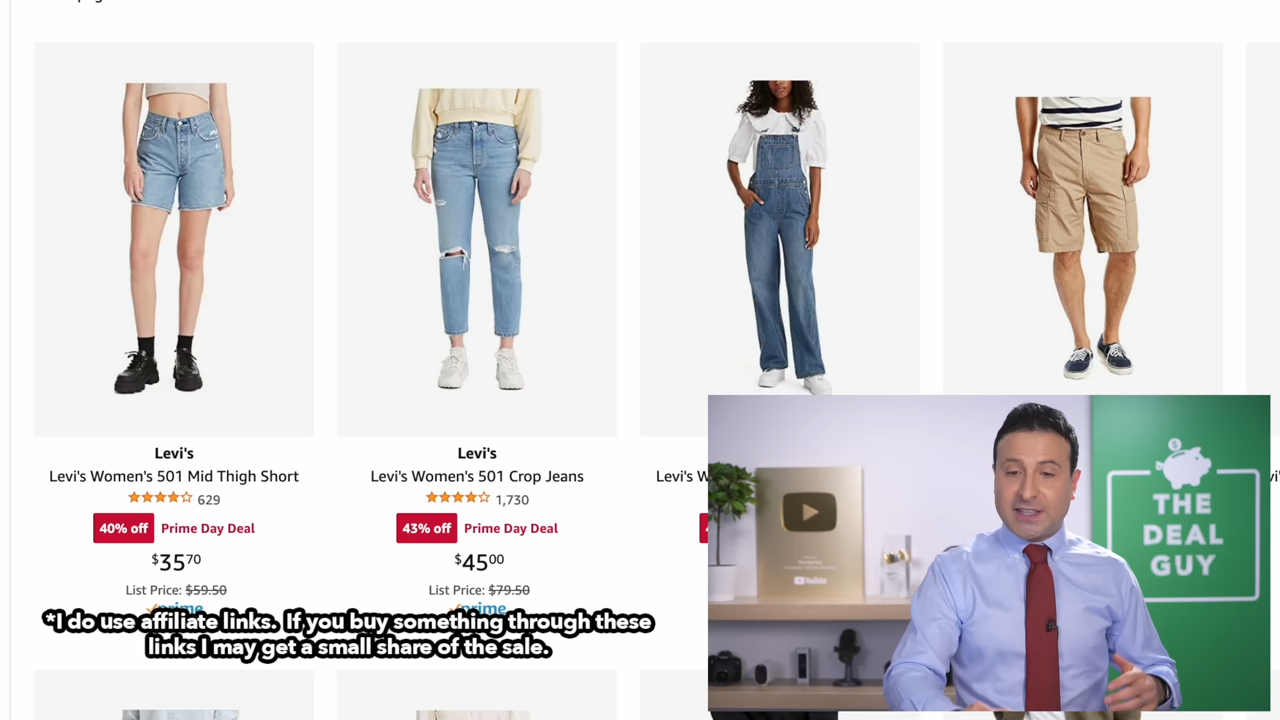 Levi's
Levi's Women's 501 Mid Thigh Short
629
40% off Prime Day Deal
$35 70
List Price: $59.50
prime
Levi's
Levi's Women's 501 Crop Jeans
1,730
43% off Prime Day Deal
$45 00
List Price: $79.50
prime
Levi's
*I do use affiliate links. If you buy something through these
links I may get a small share of the sale.
YouTube
THE
DEAL
GUY